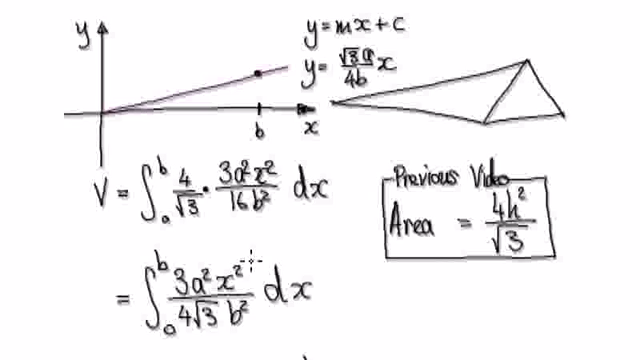 y
y = mx + c
y = √3a/4b x
b
x
V = ∫₀ᵇ 4/√3 · 3a²x²/16b² dx
Previous Video
Area = 4h²/√3
= ∫₀ᵇ 3a²x²/4√3 b² dx